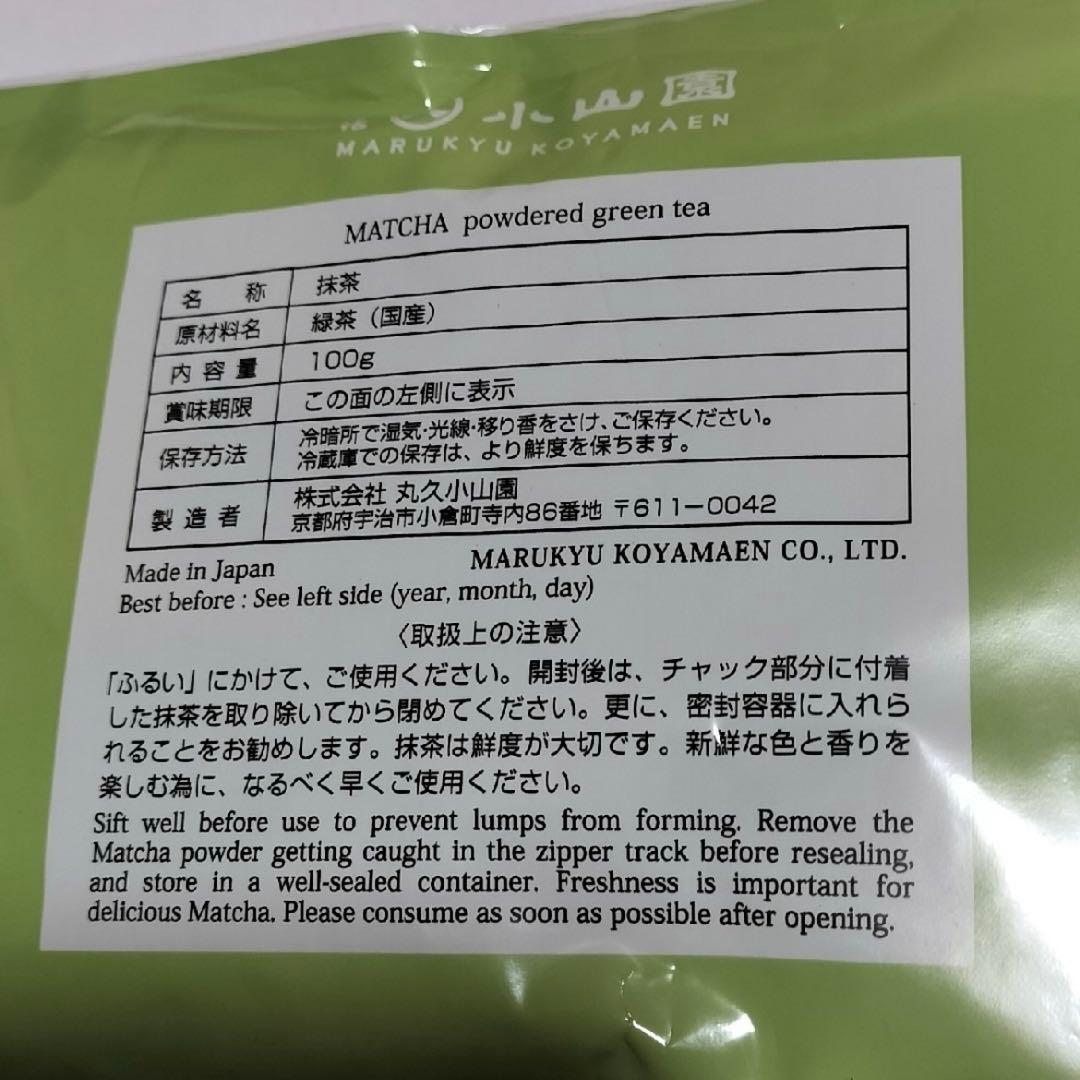 小山園
MARUKYU KOYAMAEN
MATCHA powdered green tea
名称 抹茶
原材料名 緑茶（国産）
内容量 100g
賞味期限 この面の左側に表示
保存方法 冷暗所で湿気・光線・移り香をさけ、ご保存ください。
冷蔵庫での保存は、より鮮度を保ちます。
製造者 株式会社 丸久小山園
京都府宇治市小倉町寺内86番地 〒611-0042
Made in Japan MARUKYU KOYAMAEN CO., LTD.
Best before : See left side (year, month, day)
〈取扱上の注意〉
「ふるい」にかけて、ご使用ください。開封後は、チャック部分に付着
した抹茶を取り除いてから閉めてください。更に、密封容器に入れら
れることをお勧めします。抹茶は鮮度が大切です。新鮮な色と香りを
楽しむ為に、なるべく早くご使用ください。
Sift well before use to prevent lumps from forming. Remove the
Matcha powder getting caught in the zipper track before resealing,
and store in a well-sealed container. Freshness is important for
delicious Matcha. Please consume as soon as possible after opening.